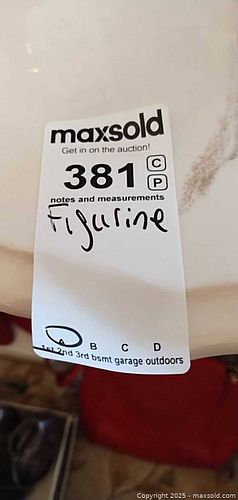 maxsold
Get in on the auction!
381 C
P
notes and measurements
Figurine
A B C D
1st 2nd 3rd bsmt garage outdoors
Copyright 2025 - maxsold.com